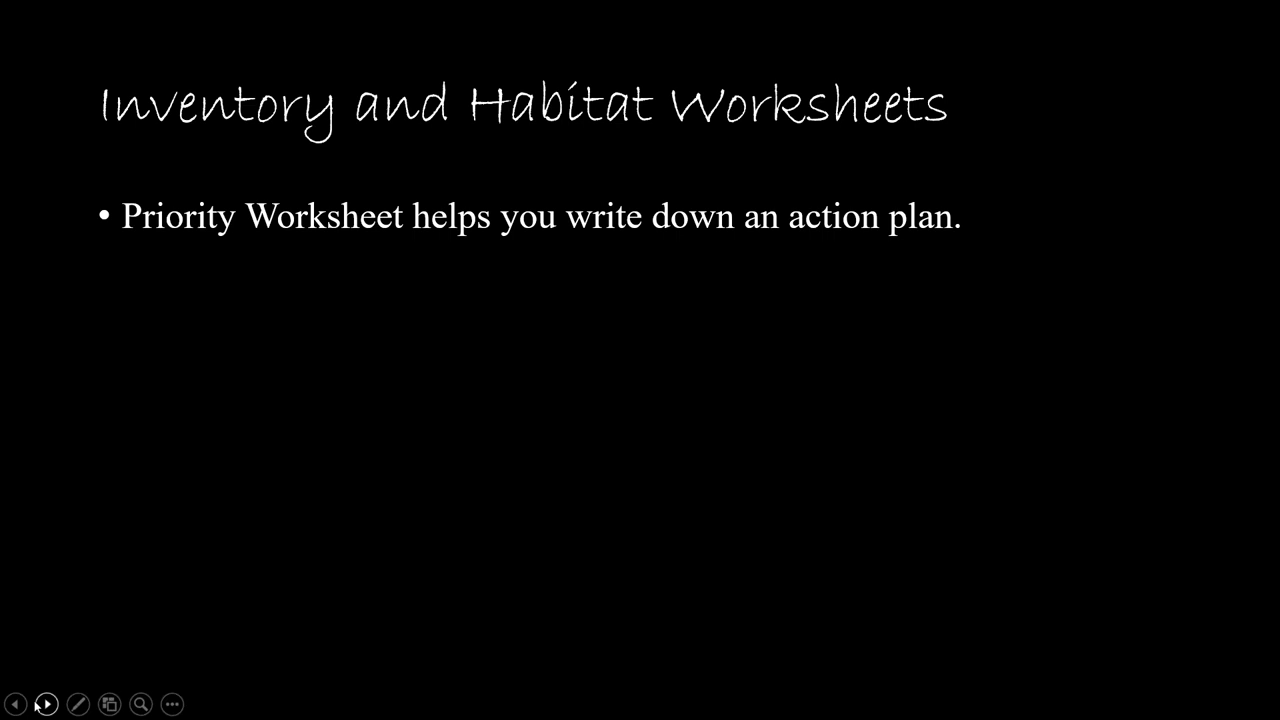 Inventory and Habitat Worksheets
• Priority Worksheet helps you write down an action plan.